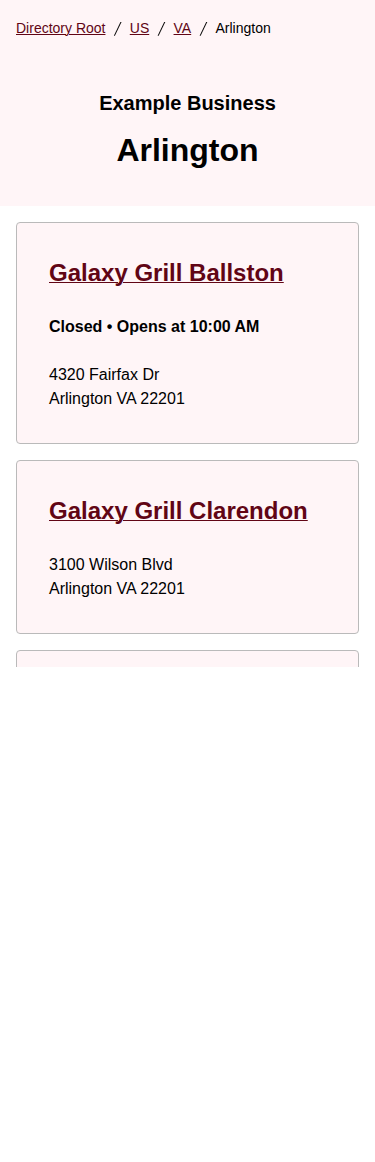 Directory Root / US / VA / Arlington
Example Business
Arlington
Galaxy Grill Ballston
Closed • Opens at 10:00 AM
4320 Fairfax Dr
Arlington VA 22201
Galaxy Grill Clarendon
3100 Wilson Blvd
Arlington VA 22201